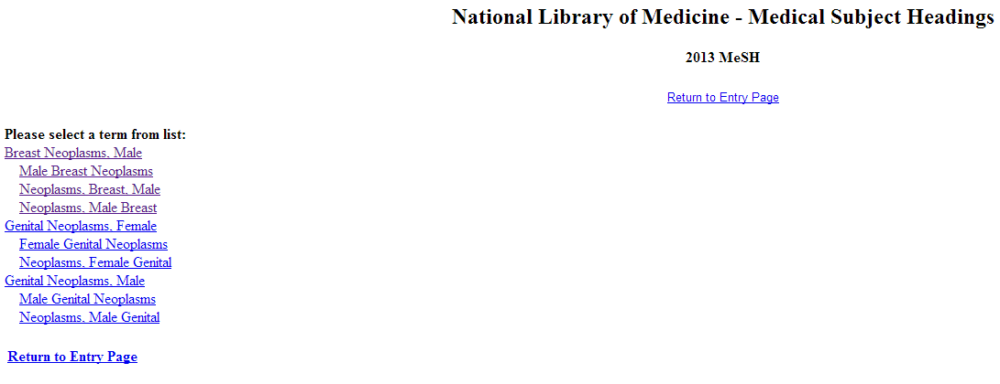 National Library of Medicine - Medical Subject Headings
2013 MeSH
Return to Entry Page
Please select a term from list:
Breast Neoplasms, Male
Male Breast Neoplasms
Neoplasms, Breast, Male
Neoplasms, Male Breast
Genital Neoplasms, Female
Female Genital Neoplasms
Neoplasms, Female Genital
Genital Neoplasms, Male
Male Genital Neoplasms
Neoplasms, Male Genital
Return to Entry Page